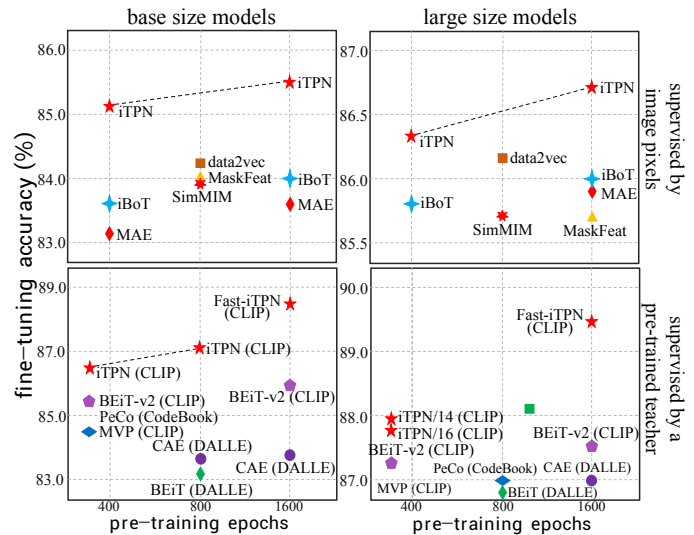 base size models
large size models
fine-tuning accuracy (%)
86.0
85.0
84.0
83.0
iTPN
iTPN
data2vec
MaskFeat
SimMIM
iBoT
iBoT
MAE
MAE
87.0
86.5
86.0
85.5
iTPN
iTPN
data2vec
iBoT
iBoT
MAE
SimMIM
MaskFeat
supervised by
image pixels
89.0
87.0
85.0
83.0
Fast-iTPN
(CLIP)
iTPN (CLIP)
iTPN (CLIP)
BEiT-v2 (CLIP)
BEiT-v2 (CLIP)
PeCo (CodeBook)
MVP (CLIP)
CAE (DALLE)
CAE (DALLE)
BEiT (DALLE)
400
800
1600
pre-training epochs
90.0
89.0
88.0
87.0
Fast-iTPN
(CLIP)
iTPN/14 (CLIP)
iTPN/16 (CLIP)
BEiT-v2 (CLIP)
BEiT-v2 (CLIP)
PeCo (CodeBook)
CAE (DALLE)
MVP (CLIP)
BEiT (DALLE)
400
800
1600
pre-training epochs
supervised by a
pre-trained teacher